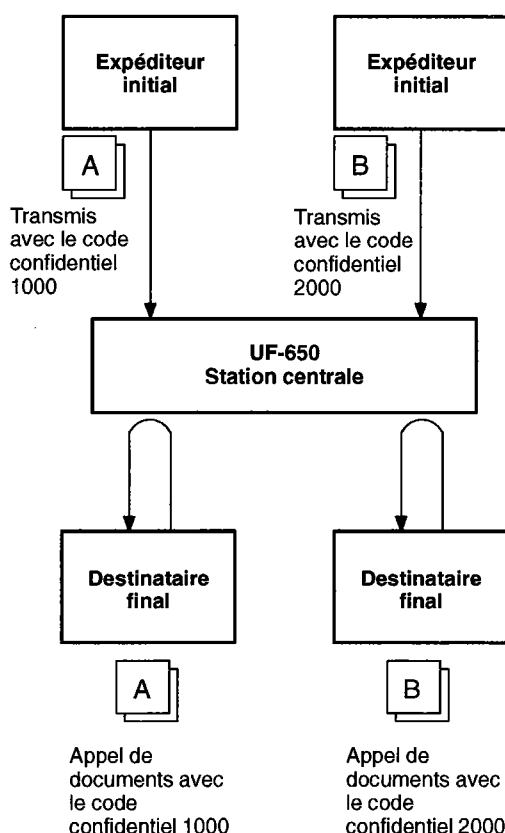 Expéditeur
initial
Expéditeur
initial
A
B
Transmis
avec le code
confidentiel
1000
Transmis
avec le code
confidentiel
2000
UF-650
Station centrale
Destinataire
final
Destinataire
final
A
B
Appel de
documents avec
le code
confidentiel 1000
Appel de
documents avec
le code
confidentiel 2000